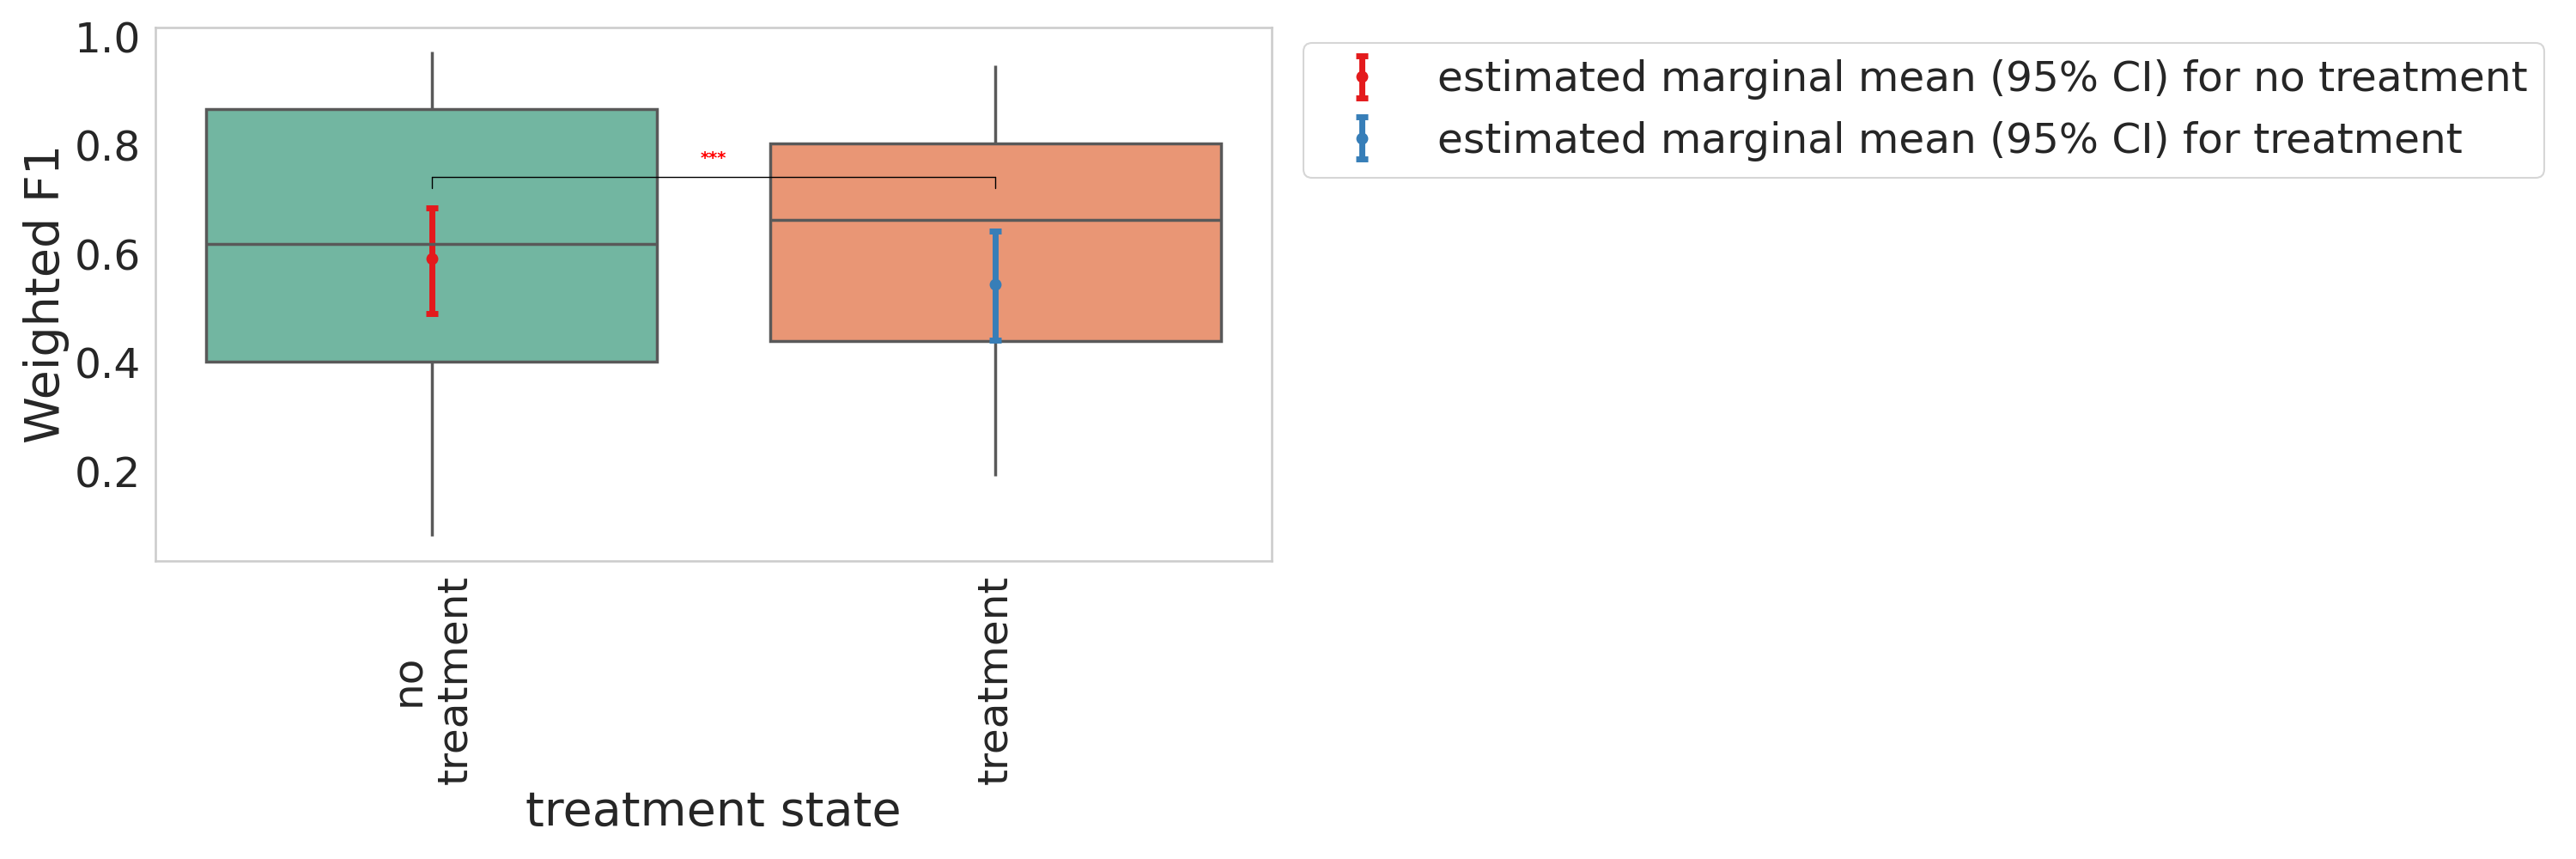 Weighted F1
1.0
0.8
0.6
0.4
0.2
***
no
treatment
treatment
treatment state
estimated marginal mean (95% CI) for no treatment
estimated marginal mean (95% CI) for treatment